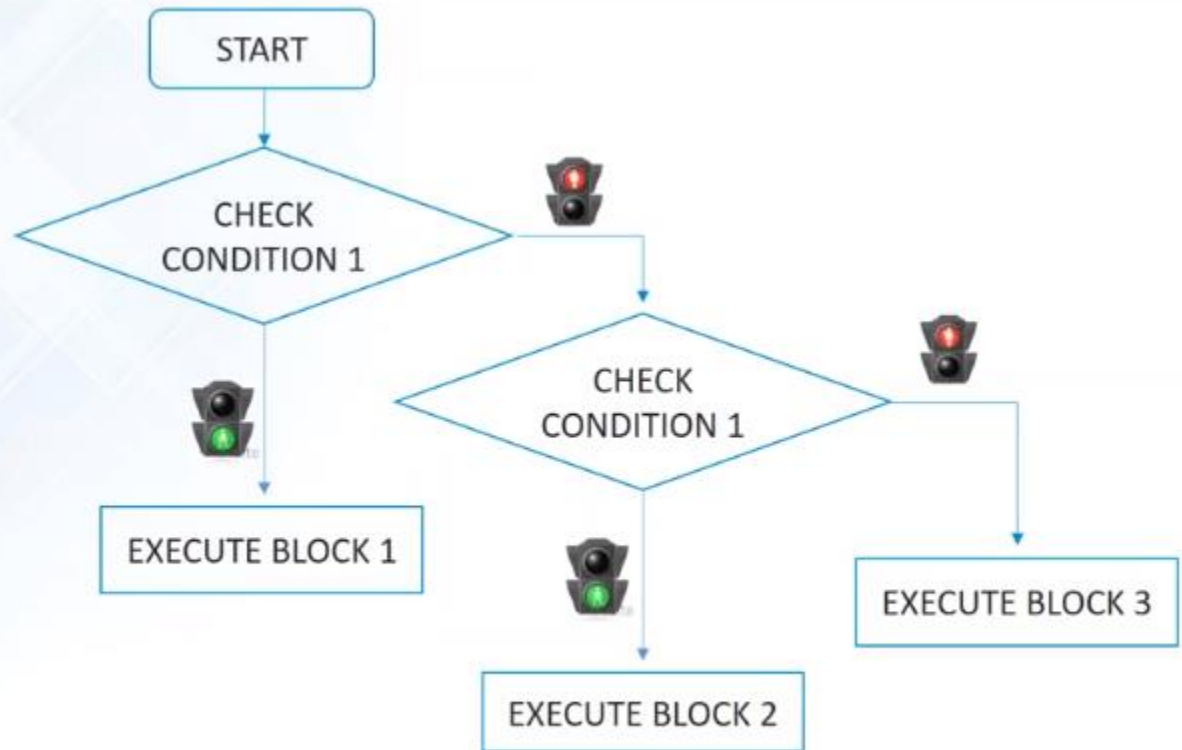 START
CHECK
CONDITION 1
CHECK
CONDITION 1
EXECUTE BLOCK 1
EXECUTE BLOCK 3
EXECUTE BLOCK 2